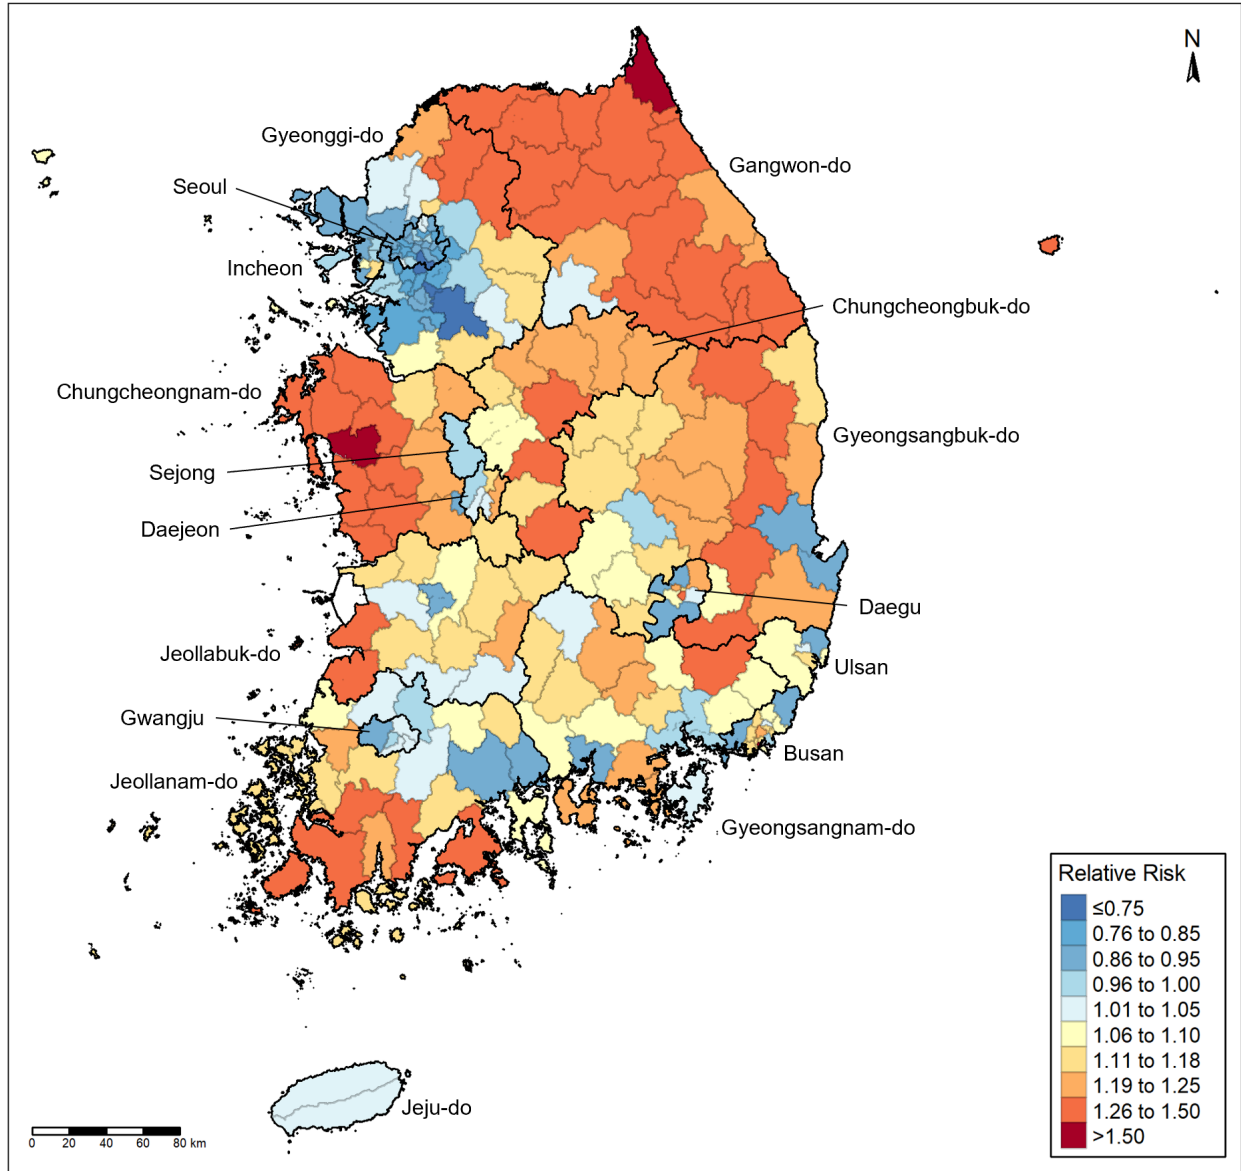 N
Gyeonggi-do
Gangwon-do
Seoul
Incheon
Chungcheongbuk-do
Chungcheongnam-do
Gyeongsangbuk-do
Sejong
Daejeon
Daegu
Jeollabuk-do
Ulsan
Gwangju
Busan
Jeollanam-do
Gyeongsangnam-do
Relative Risk
≤0.75
0.76 to 0.85
0.86 to 0.95
0.96 to 1.00
1.01 to 1.05
1.06 to 1.10
1.11 to 1.18
1.19 to 1.25
1.26 to 1.50
>1.50
Jeju-do
0 20 40 60 80 km